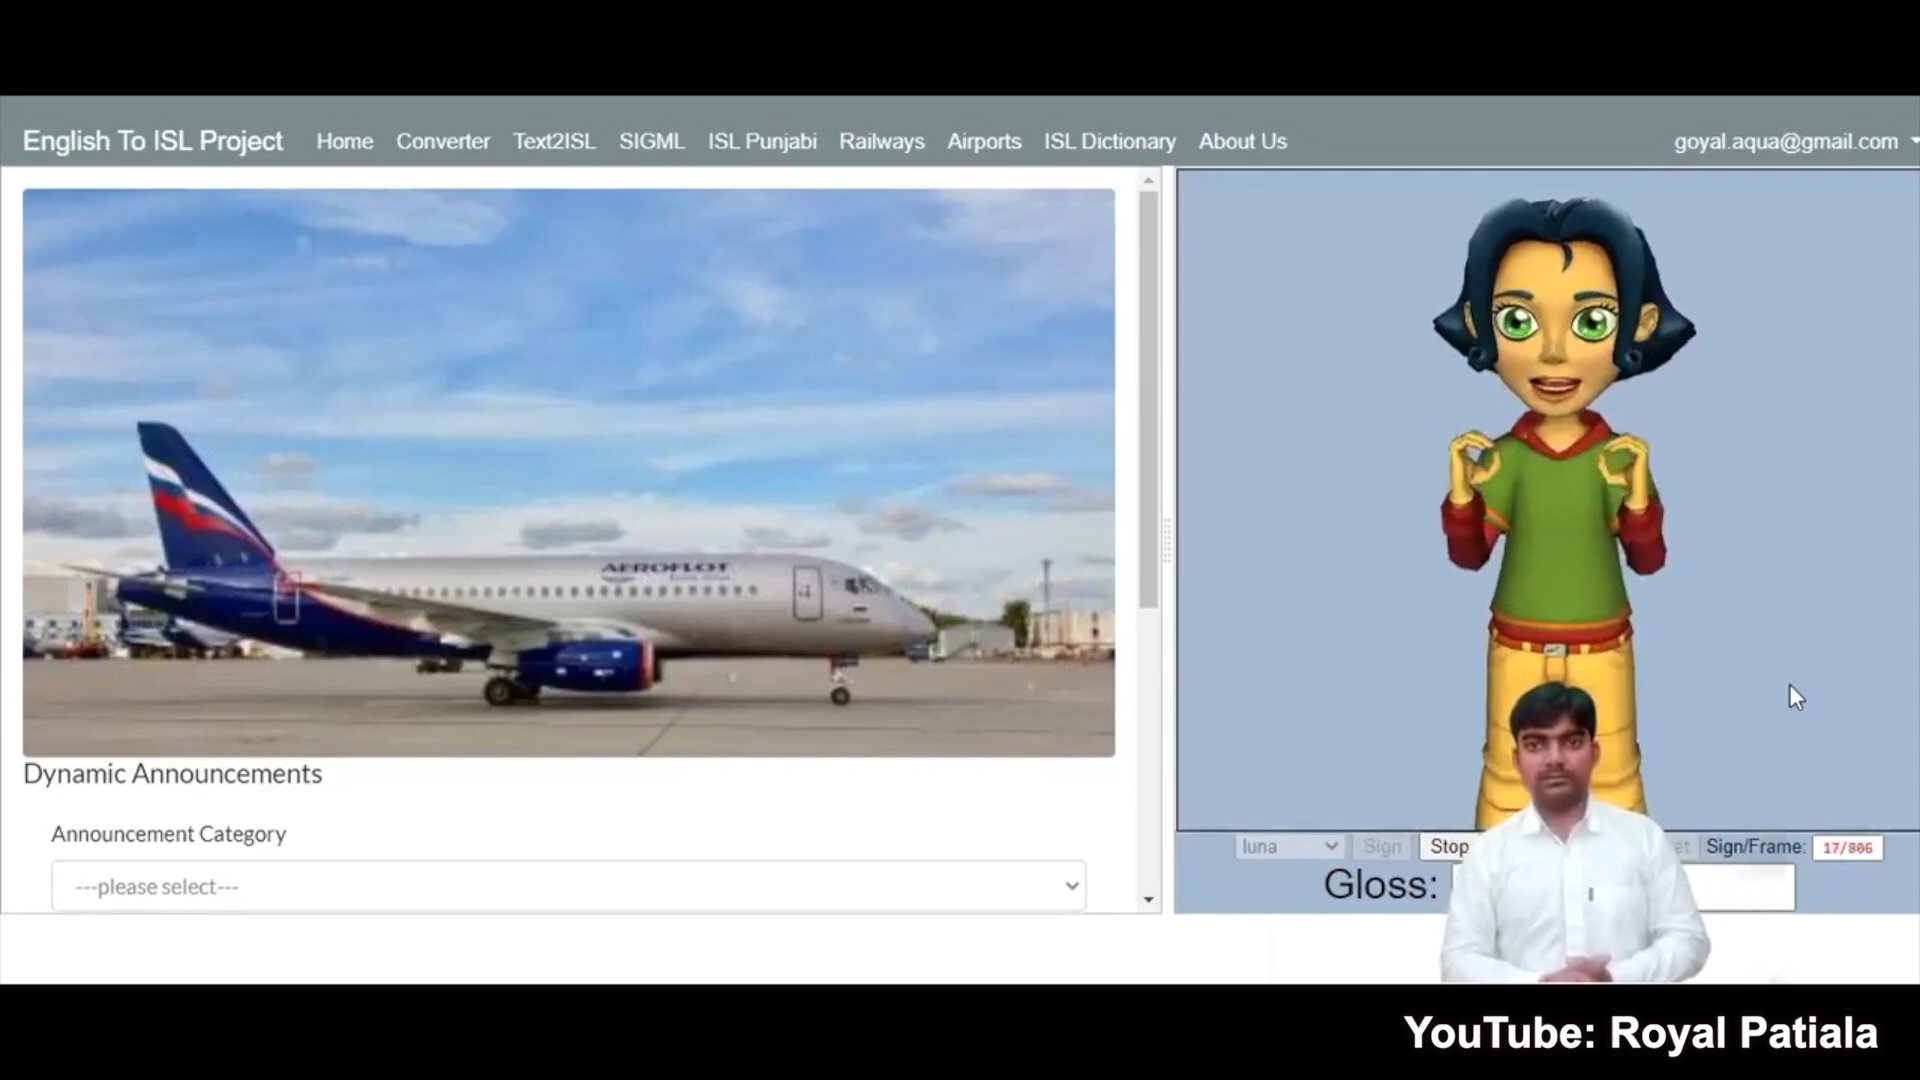 English To ISL Project Home Converter Text2ISL SIGML ISL Punjabi Railways Airports ISL Dictionary About Us goyal.aqua@gmail.com
AEROFLOT
Dynamic Announcements
Announcement Category
---please select---
luna Sign Stop Sign/Frame: 17/806
Gloss:
YouTube: Royal Patiala